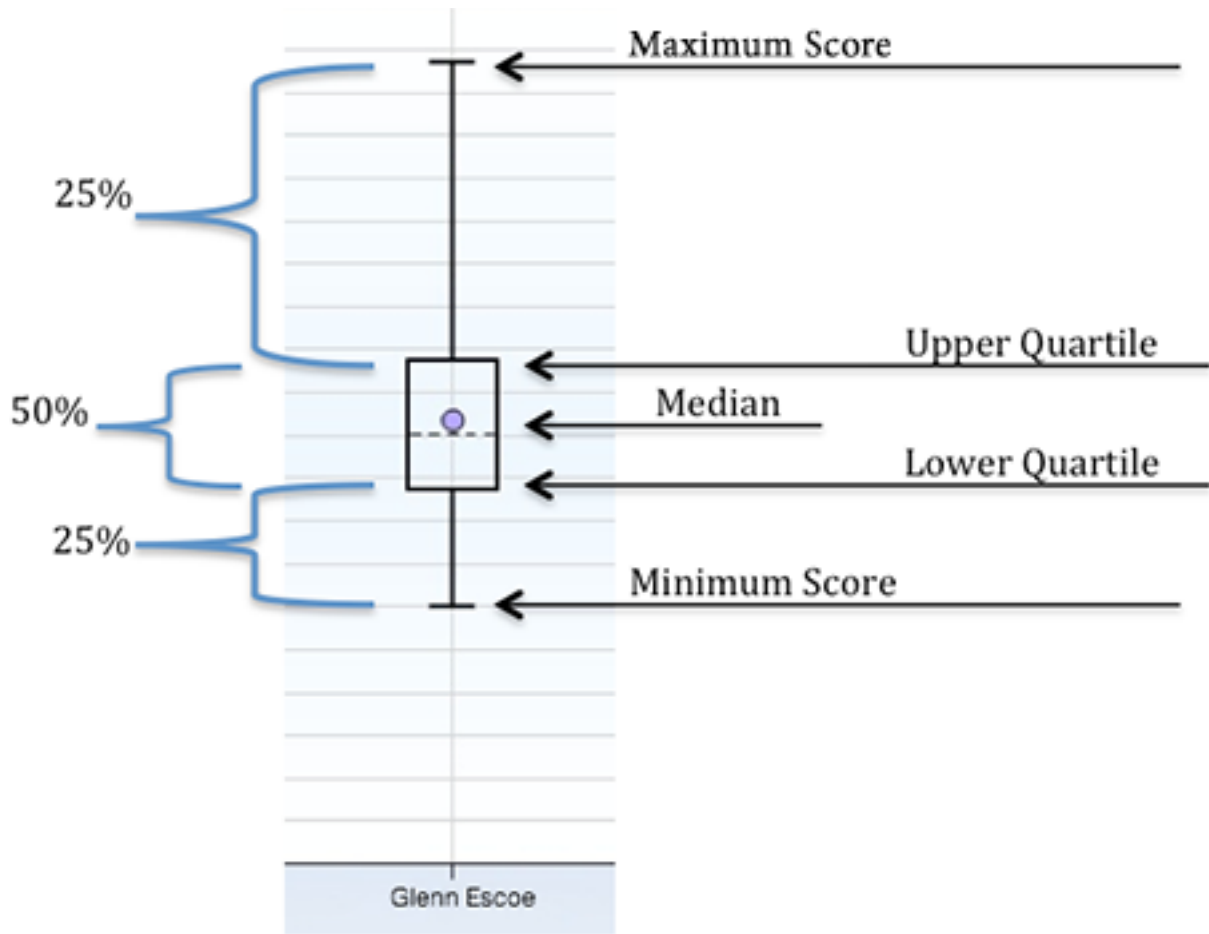 Maximum Score
25%
Upper Quartile
Median
50%
Lower Quartile
25%
Minimum Score
Glenn Escoe